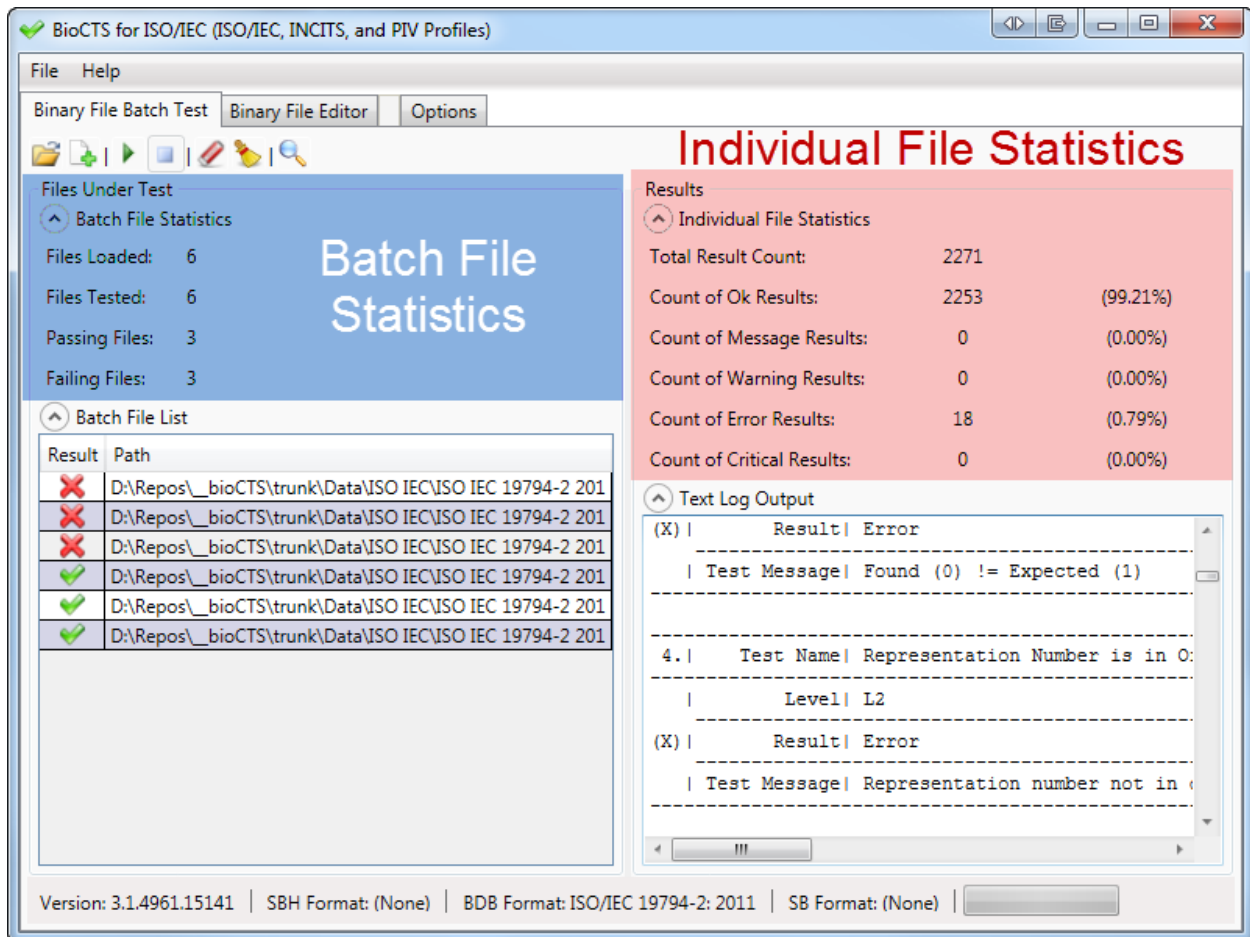 BioCTS for ISO/IEC (ISO/IEC, INCITS, and PIV Profiles)
File Help
Binary File Batch Test Binary File Editor Options
Individual File Statistics
Files Under Test
Batch File Statistics
Files Loaded: 6
Files Tested: 6
Passing Files: 3
Failing Files: 3
Batch File
Statistics
Batch File List
Result Path
D:\Repos\__bioCTS\trunk\Data\ISO IEC\ISO IEC 19794-2 201
D:\Repos\__bioCTS\trunk\Data\ISO IEC\ISO IEC 19794-2 201
D:\Repos\__bioCTS\trunk\Data\ISO IEC\ISO IEC 19794-2 201
D:\Repos\__bioCTS\trunk\Data\ISO IEC\ISO IEC 19794-2 201
D:\Repos\__bioCTS\trunk\Data\ISO IEC\ISO IEC 19794-2 201
D:\Repos\__bioCTS\trunk\Data\ISO IEC\ISO IEC 19794-2 201
Results
Individual File Statistics
Total Result Count: 2271
Count of Ok Results: 2253 (99.21%)
Count of Message Results: 0 (0.00%)
Count of Warning Results: 0 (0.00%)
Count of Error Results: 18 (0.79%)
Count of Critical Results: 0 (0.00%)
Text Log Output
(X)| Result| Error
| Test Message| Found (0) != Expected (1)
4.| Test Name| Representation Number is in
| Level| L2
(X)| Result| Error
| Test Message| Representation number not in
Version: 3.1.4961.15141 | SBH Format: (None) | BDB Format: ISO/IEC 19794-2: 2011 | SB Format: (None) |